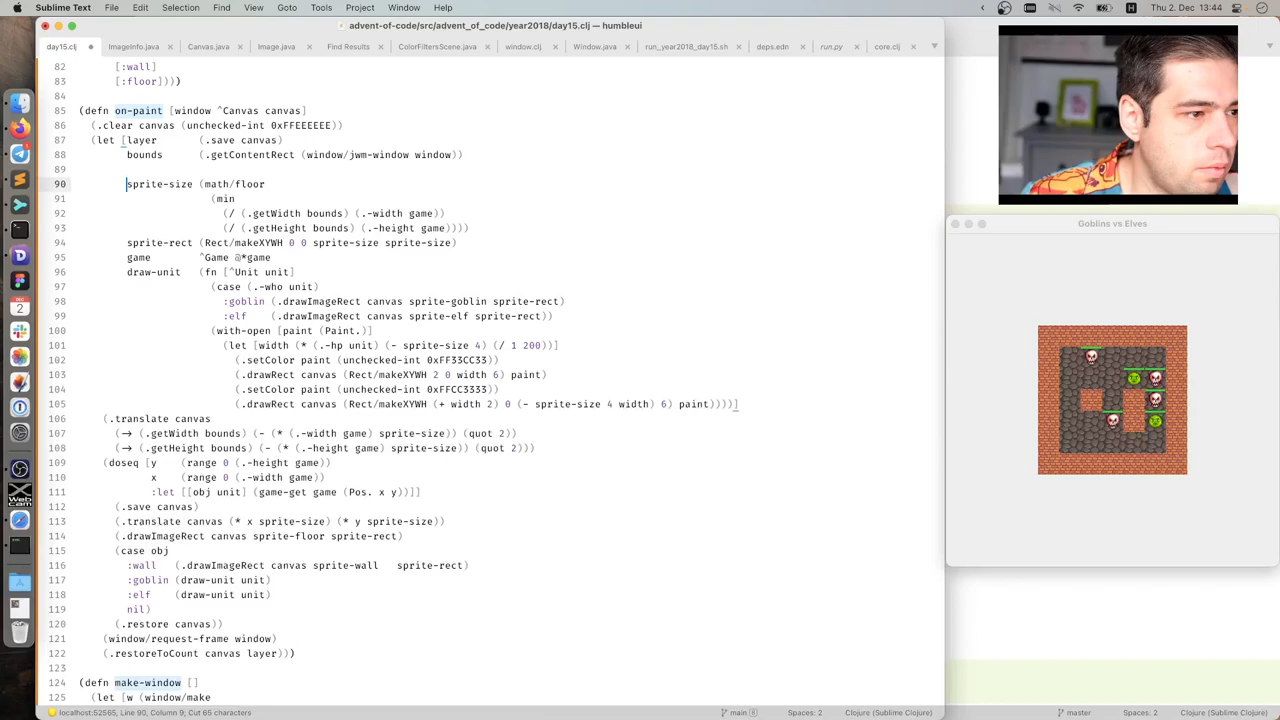 Sublime Text File Edit Selection Find View Goto Tools Project Window Help
Fri 2 Dec 13:44
advent-of-code/src/advent_of_code/year2018/day15.clj — humbleui
day15.clj ImageInfo.java Canvas.java Image.java Find Results ColorFiltersScene.java window.clj Window.java run_year2018_day15.sh deps.edn run.py core.clj
82 [:wall]
83 [:floor])))
84
85 (defn on-paint [window ^Canvas canvas]
86 (.clear canvas (unchecked-int 0xFFEEEEEE))
87 (let [layer (.save canvas)
88 bounds (.getContentRect (window/jwm-window window))
89
90 sprite-size (math/floor
91 (min
92 (/ (.getWidth bounds) (.-width game))
93 (/ (.getHeight bounds) (.-height game))))
94 sprite-rect (Rect/makeXYWH 0 0 sprite-size sprite-size)
95 game ^Game @*game
96 draw-unit (fn [^Unit unit]
97 (case (.-who unit)
98 :goblin (.drawImageRect canvas sprite-goblin sprite-rect)
99 :elf (.drawImageRect canvas sprite-elf sprite-rect))
100 (with-open [paint (Paint.)]
101 (let [width (* (.-hp unit) (- sprite-size 4) (/ 1 200))]
102 (.setColor paint (unchecked-int 0xFF33CC33))
103 (.drawRect canvas (Rect/makeXYWH 2 0 width 6) paint)
104 (.setColor paint (unchecked-int 0xFFCC3333))
105 (.drawRect canvas (Rect/makeXYWH (+ width 2) 0 (- sprite-size 4 width) 6) paint))))]
106 (.translate canvas
107 (-> (.getWidth bounds) (- (* (.-width game) sprite-size)) (quot 2))
108 (-> (.getHeight bounds) (- (* (.-height game) sprite-size)) (quot 2)))
109 (doseq [y (range 0 (.-height game))
110 x (range 0 (.-width game))
111 :let [[obj unit] (game-get game (Pos. x y))]]
112 (.save canvas)
113 (.translate canvas (* x sprite-size) (* y sprite-size))
114 (.drawImageRect canvas sprite-floor sprite-rect)
115 (case obj
116 :wall (.drawImageRect canvas sprite-wall sprite-rect)
117 :goblin (draw-unit unit)
118 :elf (draw-unit unit)
119 nil)
120 (.restore canvas))
121 (window/request-frame window)
122 (.restoreToCount canvas layer)))
123
124 (defn make-window []
125 (let [w (window/make
Goblins vs Elves
DEC
2
Web
cam
localhost:52565, Line 90, Column 9; Cut 65 characters
main 8 Spaces: 2 Clojure (Sublime Clojure)
master Spaces: 2 Clojure (Sublime Clojure)